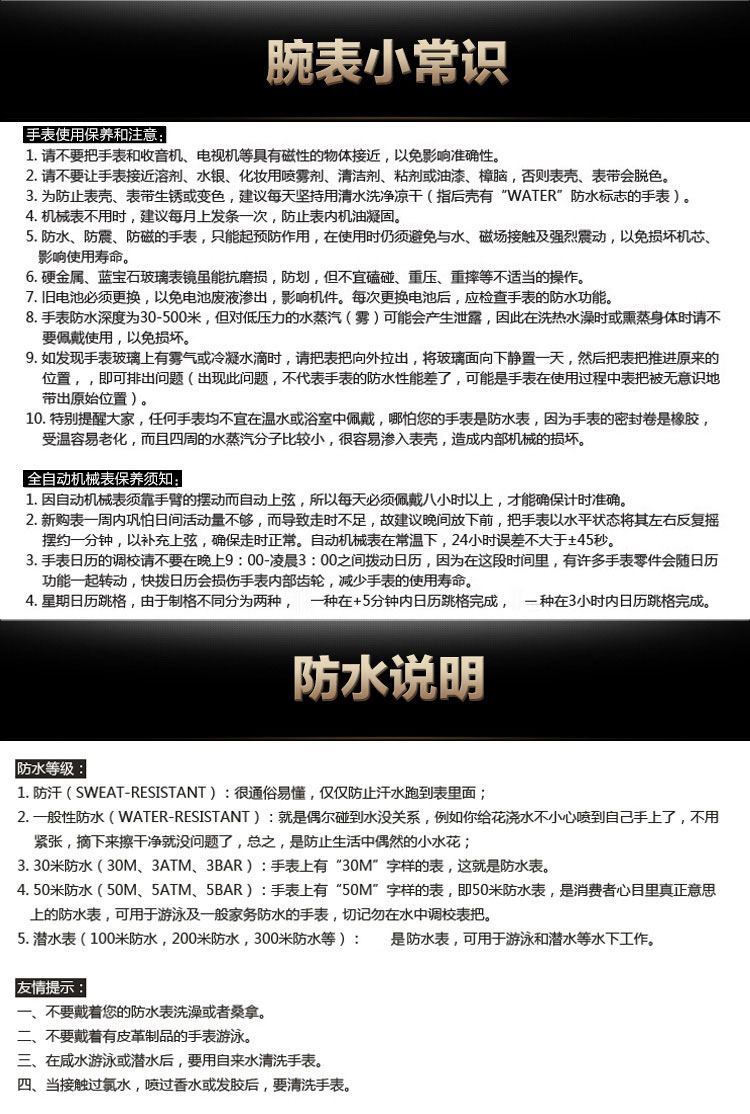 腕表小常识
手表使用保养和注意：
1. 请不要把手表和收音机、电视机等具有磁性的物体接近，以免影响准确性。
2. 请不要让手表接近溶剂、水银、化妆用喷雾剂、清洁剂、粘剂或油漆、樟脑，否则表壳、表带会脱色。
3. 为防止表壳、表带生锈或变色，建议每天坚持用清水洗净凉干（指后壳有“WATER”防水标志的手表）。
4. 机械表不用时，建议每月上发条一次，防止表内机油凝固。
5. 防水、防震、防磁的手表，只能起预防作用，在使用时仍须避免与水、磁场接触及强烈震动，以免损坏机芯、
影响使用寿命。
6. 硬金属、蓝宝石玻璃表镜虽能抗磨损，防划，但不宜磕碰、重压、重摔等不适当的操作。
7. 旧电池必须更换，以免电池废液渗出，影响机件。每次更换电池后，应检查手表的防水功能。
8. 手表防水深度为30-500米，但对低压力的水蒸汽（雾）可能会产生泄露，因此在洗热水澡时或熏蒸身体时请不
要佩戴使用，以免损坏。
9. 如发现手表玻璃上有雾气或冷凝水滴时，请把表把向外拉出，将玻璃面向下静置一天，然后把表把推进原来的
位置，，即可排出问题（出现此问题，不代表手表的防水性能差了，可能是手表在使用过程中表把被无意识地
带出原始位置）。
10. 特别提醒大家，任何手表均不宜在温水或浴室中佩戴，哪怕您的手表是防水表，因为手表的密封卷是橡胶，
受温容易老化，而且四周的水蒸汽分子比较小，很容易渗入表壳，造成内部机械的损坏。
全自动机械表保养须知：
1. 因自动机械表须靠手臂的摆动而自动上弦，所以每天必须佩戴八小时以上，才能确保计时准确。
2. 新购表一周内巩怕日间活动量不够，而导致走时不足，故建议晚间放下前，把手表以水平状态将其左右反复摇
摆约一分钟，以补充上弦，确保走时正常。自动机械表在常温下，24小时误差不大于±45秒。
3. 手表日历的调校请不要在晚上9：00-凌晨3：00之间拨动日历，因为在这段时间里，有许多手表零件会随日历
功能一起转动，快拨日历会损伤手表内部齿轮，减少手表的使用寿命。
4. 星期日历跳格，由于制格不同分为两种， 一种在+5分钟内日历跳格完成， 一种在3小时内日历跳格完成。
防水说明
防水等级：
1. 防汗（SWEAT-RESISTANT）：很通俗易懂，仅仅防止汗水跑到表里面；
2. 一般性防水（WATER-RESISTANT）：就是偶尔碰到水没关系，例如你给花浇水不小心喷到自己手上了，不用
紧张，摘下来擦干净就没问题了，总之，是防止生活中偶然的小水花；
3. 30米防水（30M、3ATM、3BAR）：手表上有“30M”字样的表，这就是防水表。
4. 50米防水（50M、5ATM、5BAR）：手表上有“50M”字样的表，即50米防水表，是消费者心目里真正意思
上的防水表，可用于游泳及一般家务防水的手表，切记勿在水中调校表把。
5. 潜水表（100米防水，200米防水，300米防水等）： 是防水表，可用于游泳和潜水等水下工作。
友情提示：
一、不要戴着您的防水表洗澡或者桑拿。
二、不要戴着有皮革制品的手表游泳。
三、在咸水游泳或潜水后，要用自来水清洗手表。
四、当接触过氯水，喷过香水或发胶后，要清洗手表。